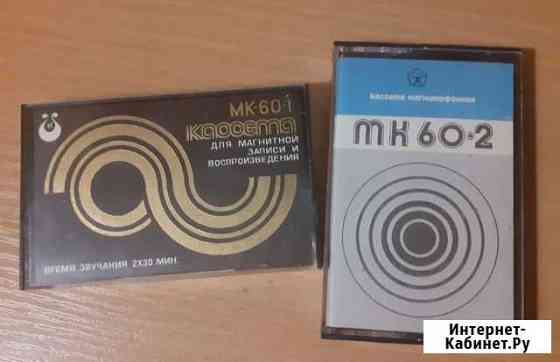 МК-60-1
кассета
ДЛЯ МАГНИТНОЙ
ЗАПИСИ И
ВОСПРОИЗВЕДЕНИЯ
ВРЕМЯ ЗВУЧАНИЯ 2Х30 МИН.
кассета магнитофонная
МК 60-2
Интернет-
Кабинет.Ру